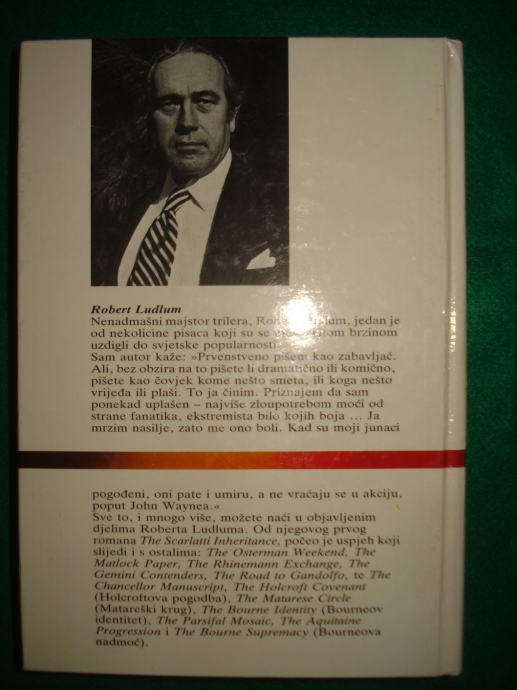 Robert Ludlum
Nenadmašni majstor trilera, Robert Ludlum, jedan je
od nekolicine pisaca koji su se brzinom
uzdigli do svjetske popularnosti.
Sam autor kaže: »Prvenstveno pišem kao zabavljač.
Ali, bez obzira na to pišete li dramatično ili komično,
pišete kao čovjek kome nešto smeta, ili koga nešto
vrijeđa ili plaši. To ja činim. Priznajem da sam
ponekad uplašen – najviše zloupotrebom moći od
strane fanatika, ekstremista bilo kojih boja ... Ja
mrzim nasilje, zato me ono boli. Kad su moji junaci
pogođeni, oni pate i umiru, a ne vraćaju se u akciju,
poput John Waynea.«
Sve to, i mnogo više, možete naći u objavljenim
djelima Roberta Ludluma. Od njegovog prvog
romana The Scarlatti Inheritance, počeo je uspjeh koji
slijedi i s ostalima: The Osterman Weekend, The
Matlock Paper, The Rhinemann Exchange, The
Gemini Contenders, The Road to Gandolfo, te The
Chancellor Manuscript, The Holcroft Covenant
(Holcroftova pogodba), The Matarese Circle
(Matareški krug), The Bourne Identity (Bourneov
identitet), The Parsifal Mosaic, The Aquitaine
Progression i The Bourne Supremacy (Bourneova
nadmoć).